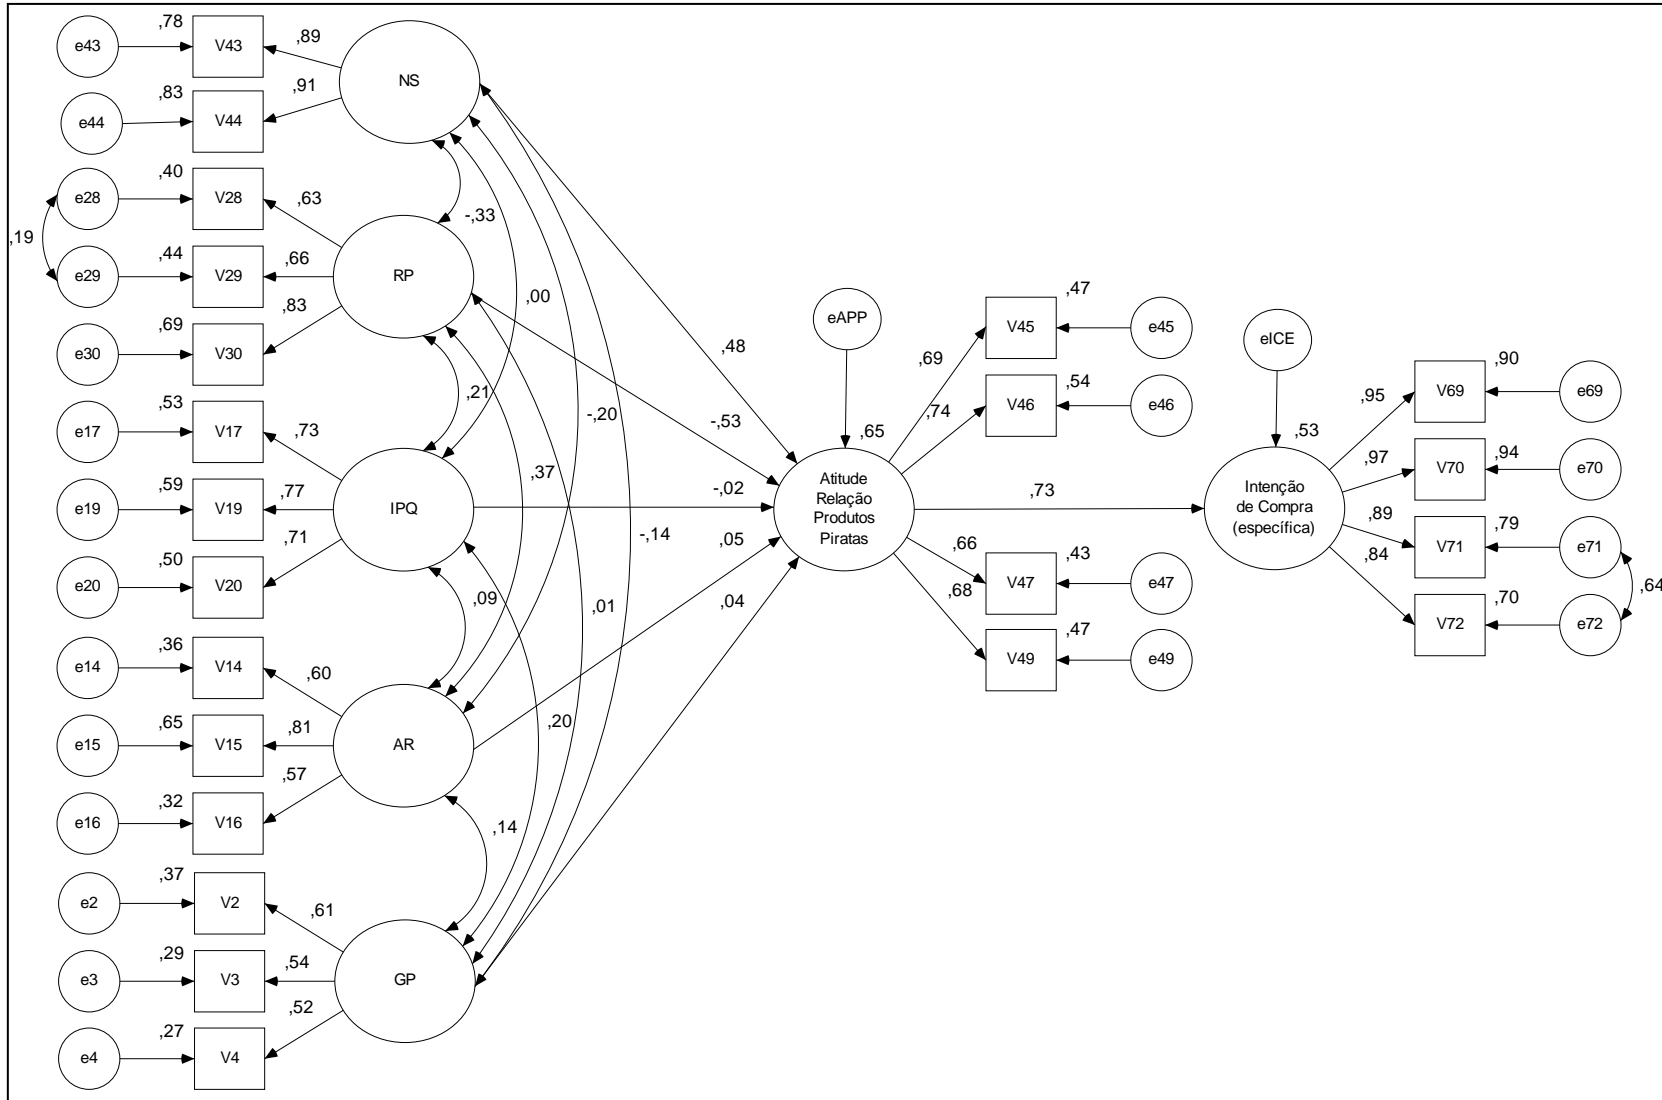 ,78
e43
V43
,89
NS
,83
e44
V44
,91
,40
e28
V28
,63
,19
-,33
,44
e29
V29
,66
RP
,69
e30
V30
,83
,00
,21
,53
e17
V17
,73
,59
e19
V19
,77
IPQ
,50
e20
V20
,71
-,20
,37
-,14
,09
,01
,36
e14
V14
,60
,65
e15
V15
,81
AR
,20
,32
e16
V16
,57
,14
,37
e2
V2
,61
,29
e3
V3
,54
GP
,27
e4
V4
,52
,48
-,53
-,02
,05
,04
eAPP
,65
Atitude
Relação
Produtos
Piratas
,69
V45
,47
e45
,74
V46
,54
e46
,66
V47
,43
e47
,68
V49
,47
e49
,73
eICE
,53
Intenção
de Compra
(específica)
,95
V69
,90
e69
,97
V70
,94
e70
,89
V71
,79
e71
,84
V72
,70
e72
,64